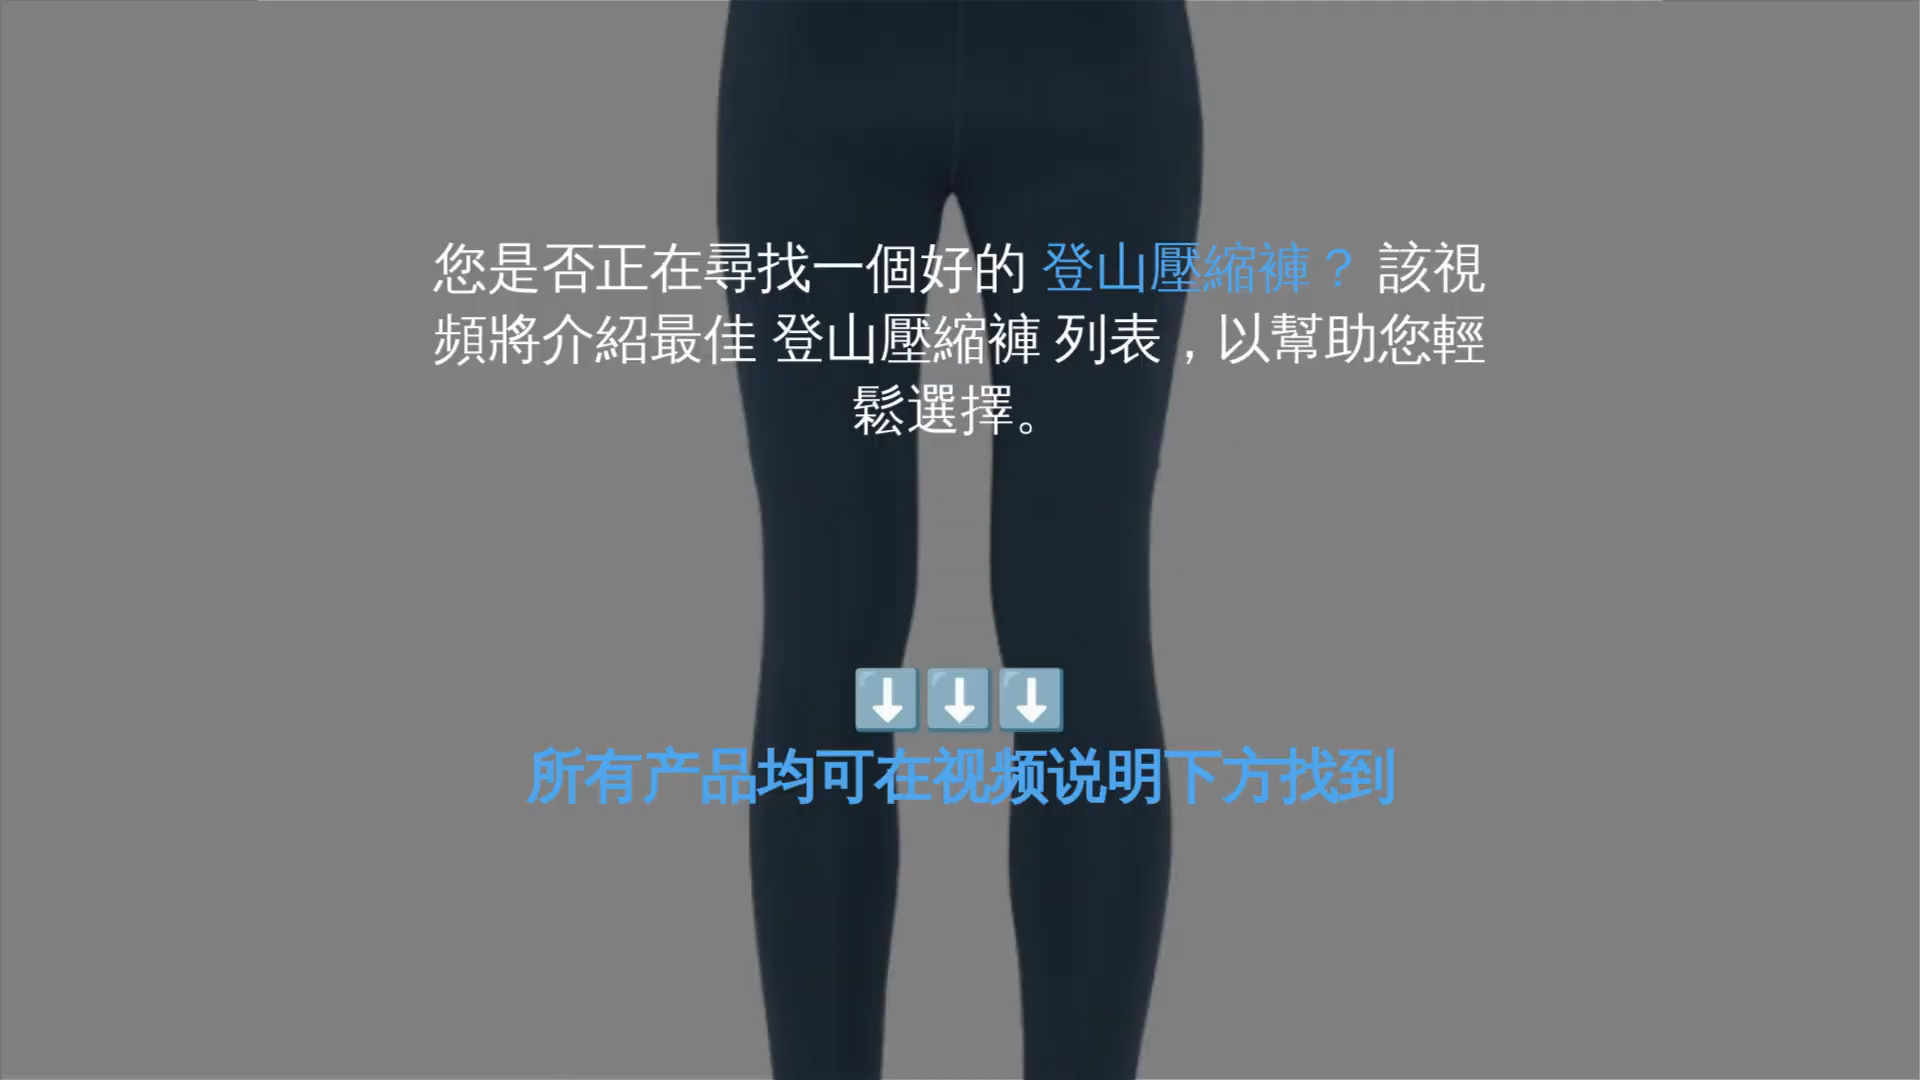 您是否正在尋找一個好的 登山壓縮褲？ 該視
頻將介紹最佳 登山壓縮褲 列表，以幫助您輕
鬆選擇。
⬇️⬇️⬇️
所有产品均可在视频说明下方找到